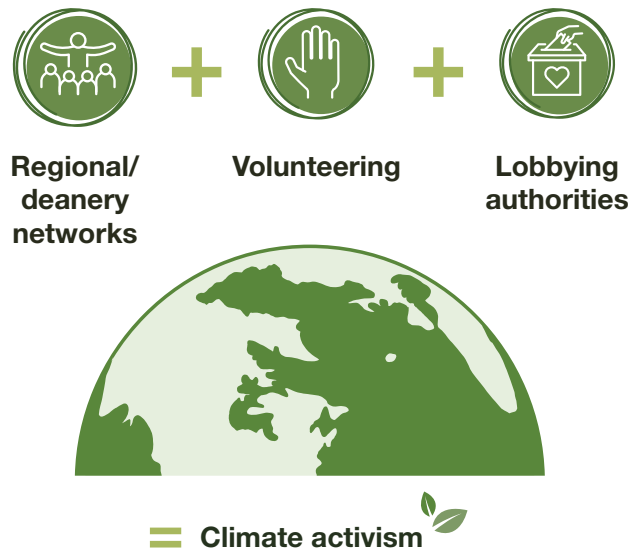 Regional/
deanery
networks
+
Volunteering
+
Lobbying
authorities
= Climate activism